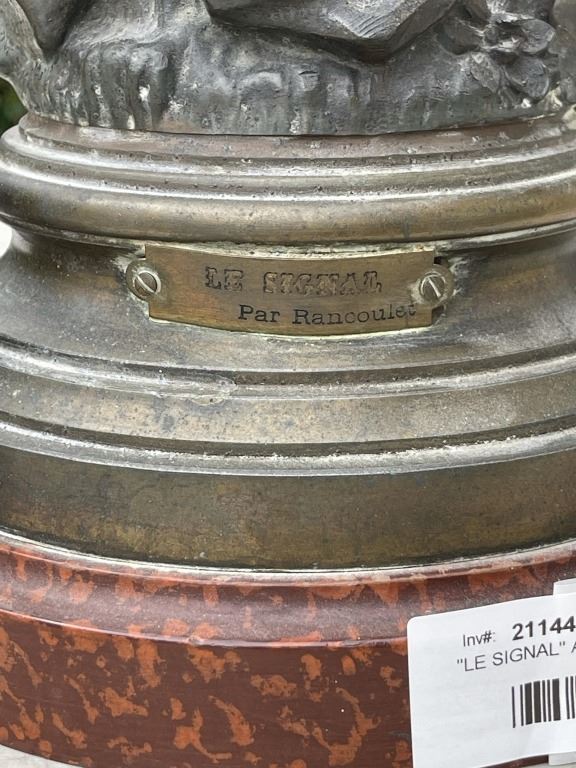 LE SIGNAL
Par Rancoulet
Inv#: 21144
"LE SIGNAL" A